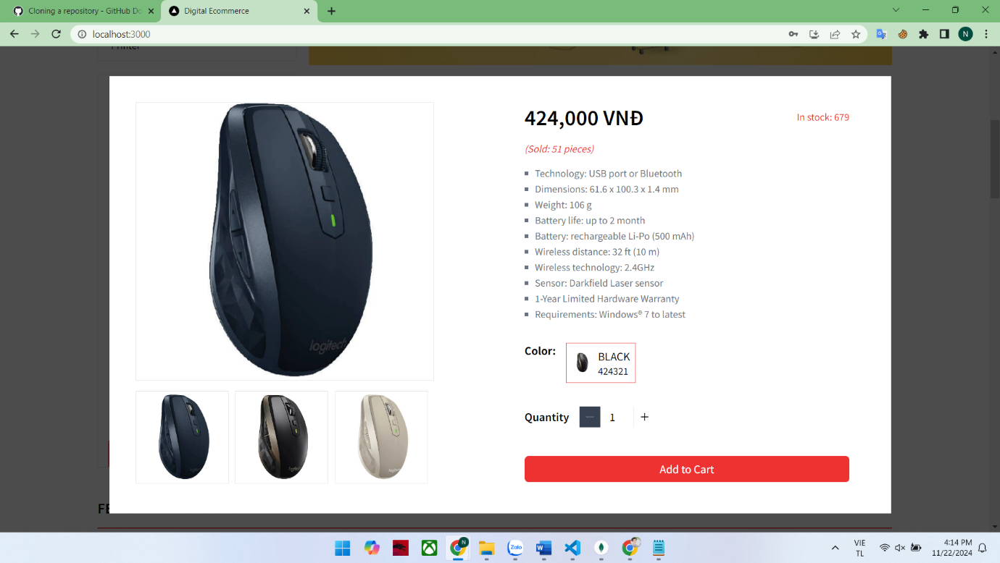 Cloning a repository - GitHub Do
Digital Ecommerce
localhost:3000
N
Printer
424,000 VNĐ
In stock: 679
(Sold: 51 pieces)
Technology: USB port or Bluetooth
Dimensions: 61.6 x 100.3 x 1.4 mm
Weight: 106 g
Battery life: up to 2 month
Battery: rechargeable Li-Po (500 mAh)
Wireless distance: 32 ft (10 m)
Wireless technology: 2.4GHz
Sensor: Darkfield Laser sensor
1-Year Limited Hardware Warranty
Requirements: Windows® 7 to latest
logitech
Color:
BLACK
424321
Quantity
1
Add to Cart
FE
Zalo
VIE
TL
4:14 PM
11/22/2024